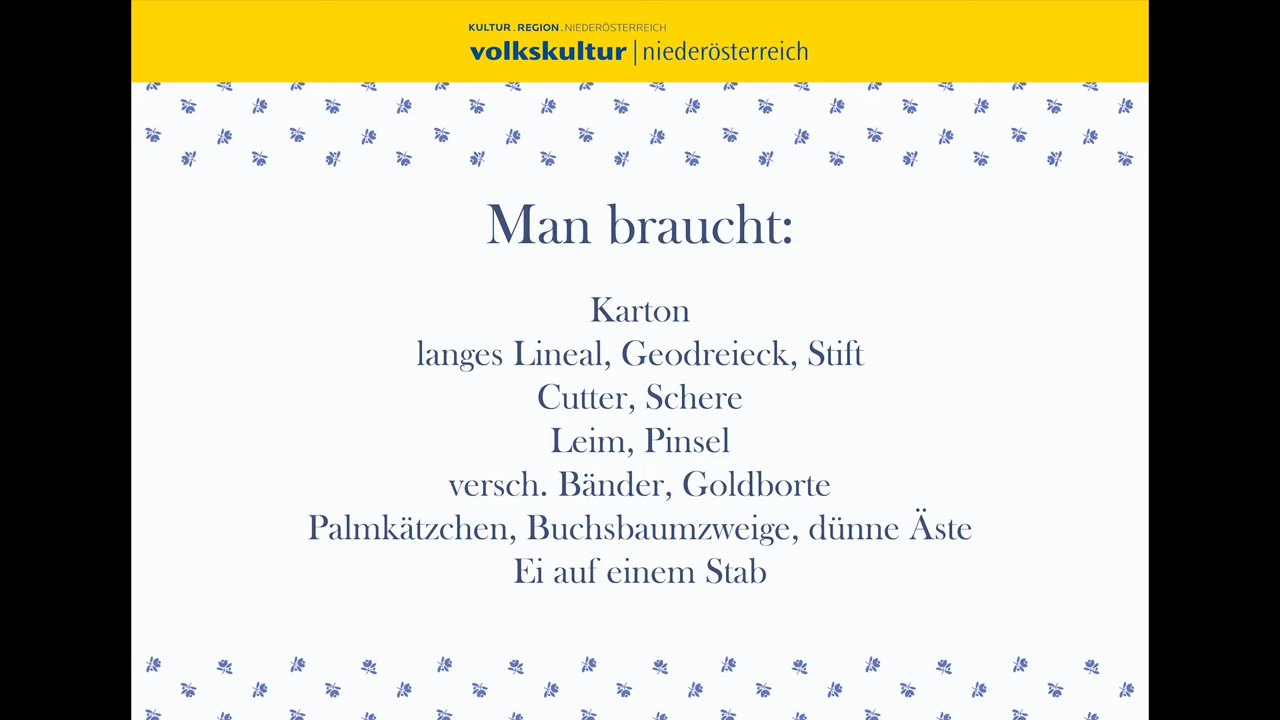 KULTUR.REGION.NIEDERÖSTERREICH
volkskultur | niederösterreich
Man braucht:
Karton
langes Lineal, Geodreieck, Stift
Cutter, Schere
Leim, Pinsel
versch. Bänder, Goldborte
Palmkätzchen, Buchsbaumzweige, dünne Äste
Ei auf einem Stab